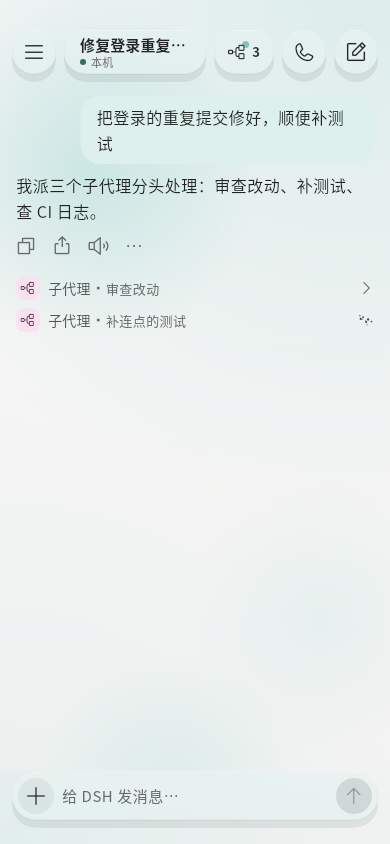 修复登录重复…
本机
3
把登录的重复提交修好，顺便补测
试
我派三个子代理分头处理：审查改动、补测试、
查 CI 日志。
子代理・审查改动
子代理・补连点的测试
给 DSH 发消息…